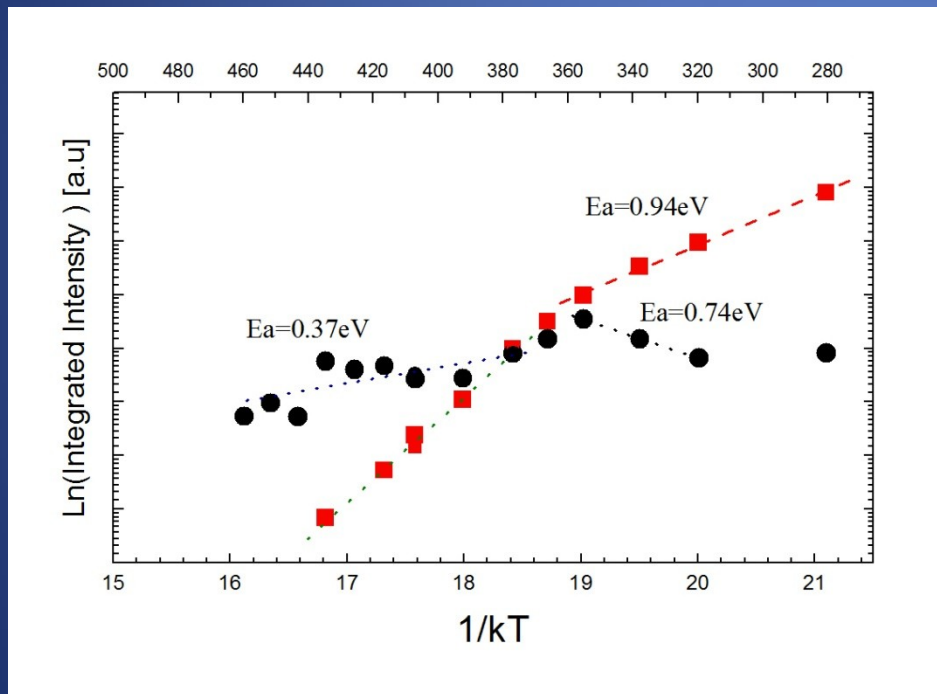 500 480 460 440 420 400 380 360 340 320 300 280
Ln(Integrated Intensity ) [a.u]
Ea=0.94eV
Ea=0.37eV
Ea=0.74eV
15 16 17 18 19 20 21
1/kT